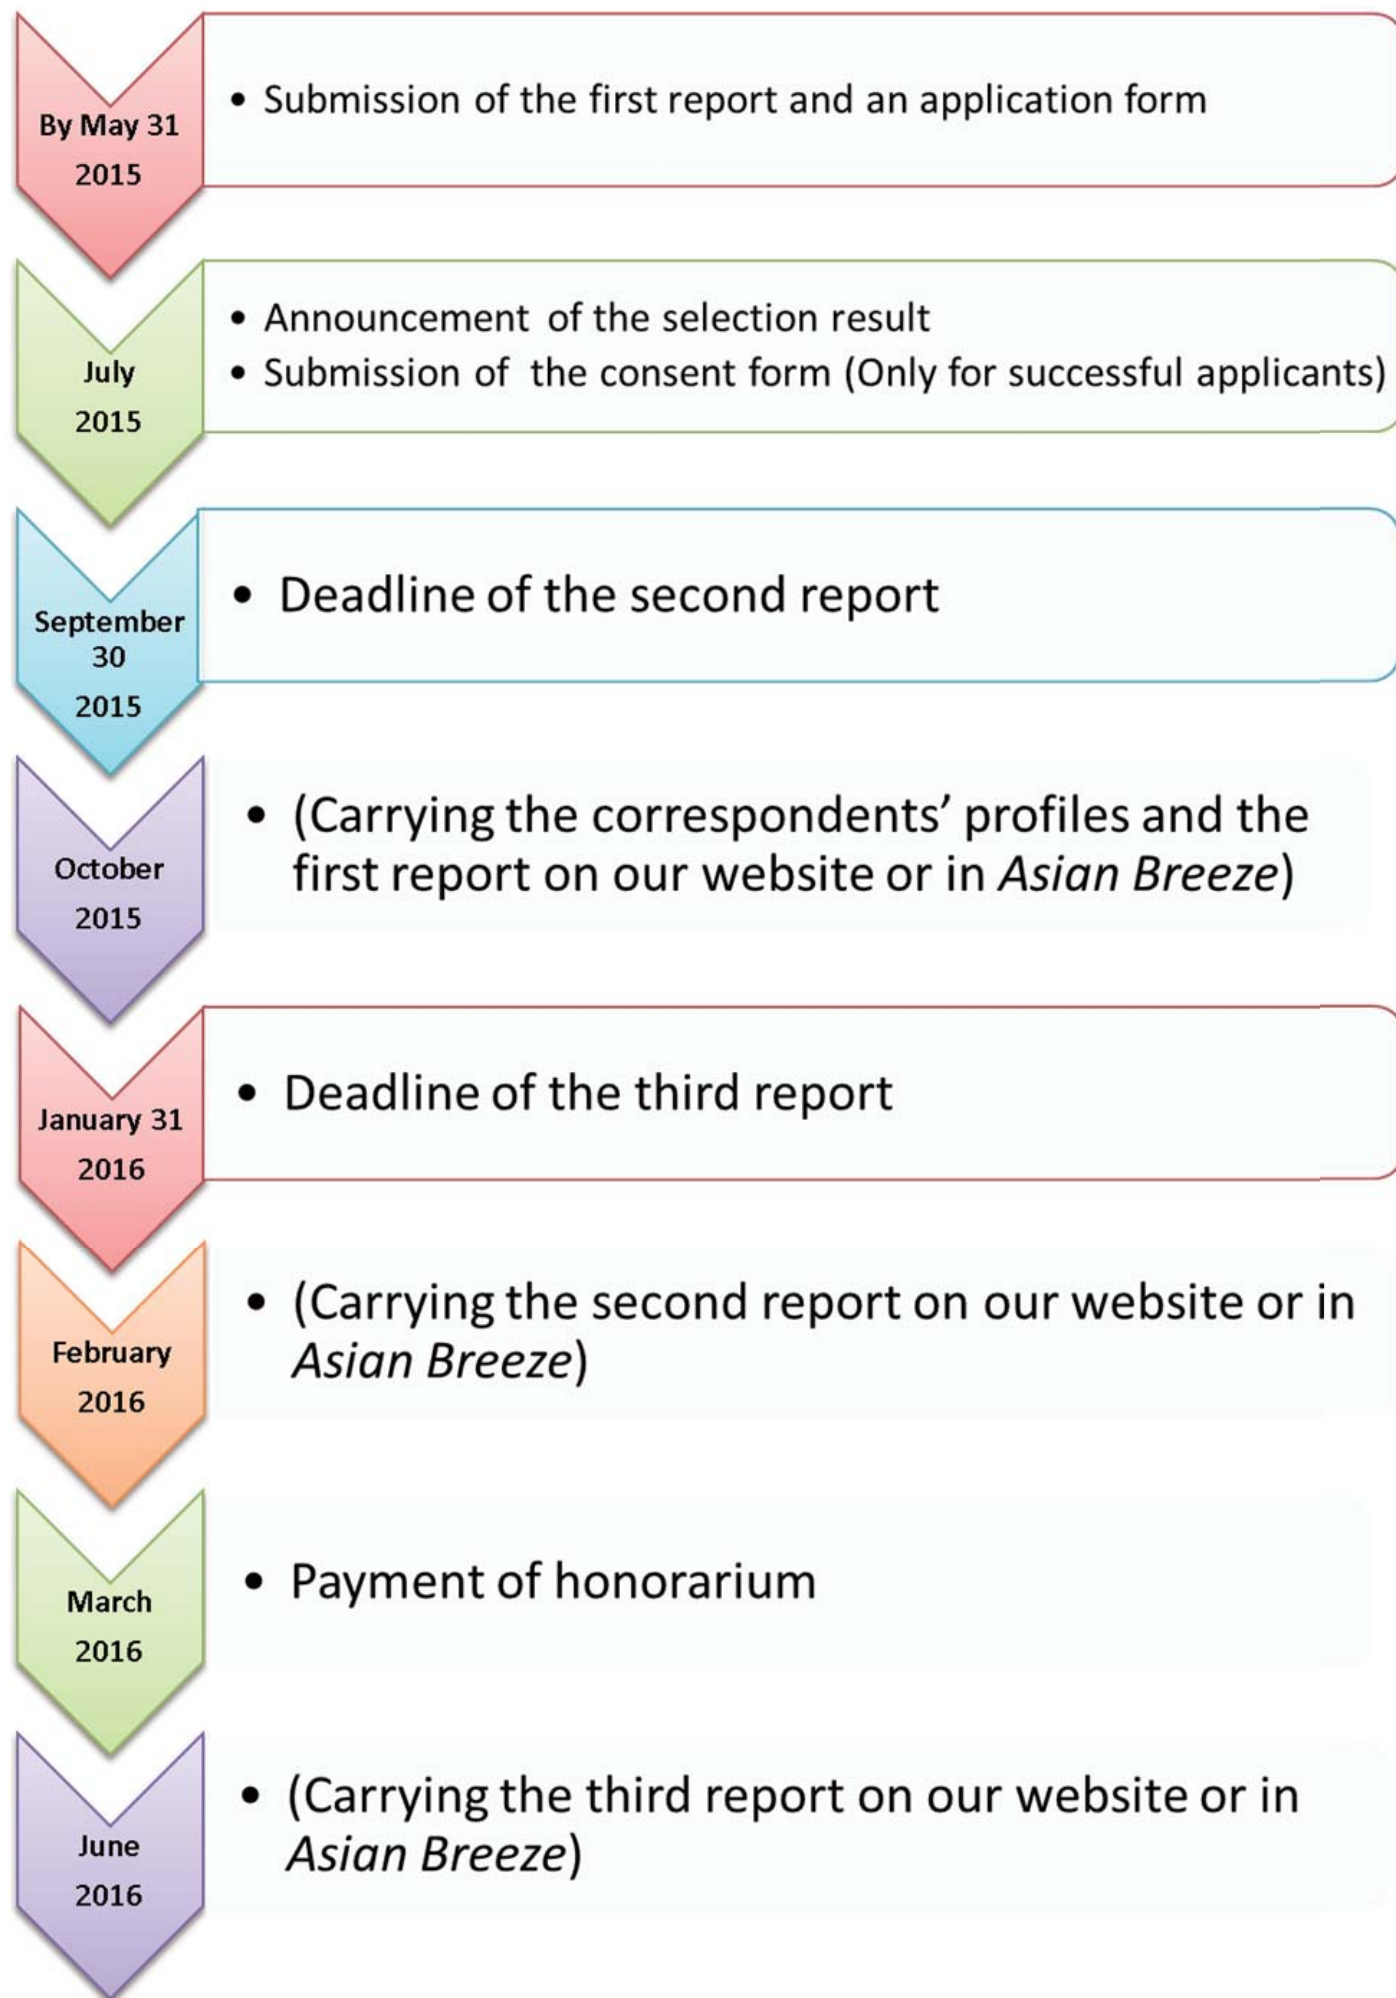 By May 31
2015
• Submission of the first report and an application form
July
2015
• Announcement of the selection result
• Submission of the consent form (Only for successful applicants)
September
30
2015
• Deadline of the second report
October
2015
• (Carrying the correspondents’ profiles and the
first report on our website or in Asian Breeze)
January 31
2016
• Deadline of the third report
February
2016
• (Carrying the second report on our website or in
Asian Breeze)
March
2016
• Payment of honorarium
June
2016
• (Carrying the third report on our website or in
Asian Breeze)